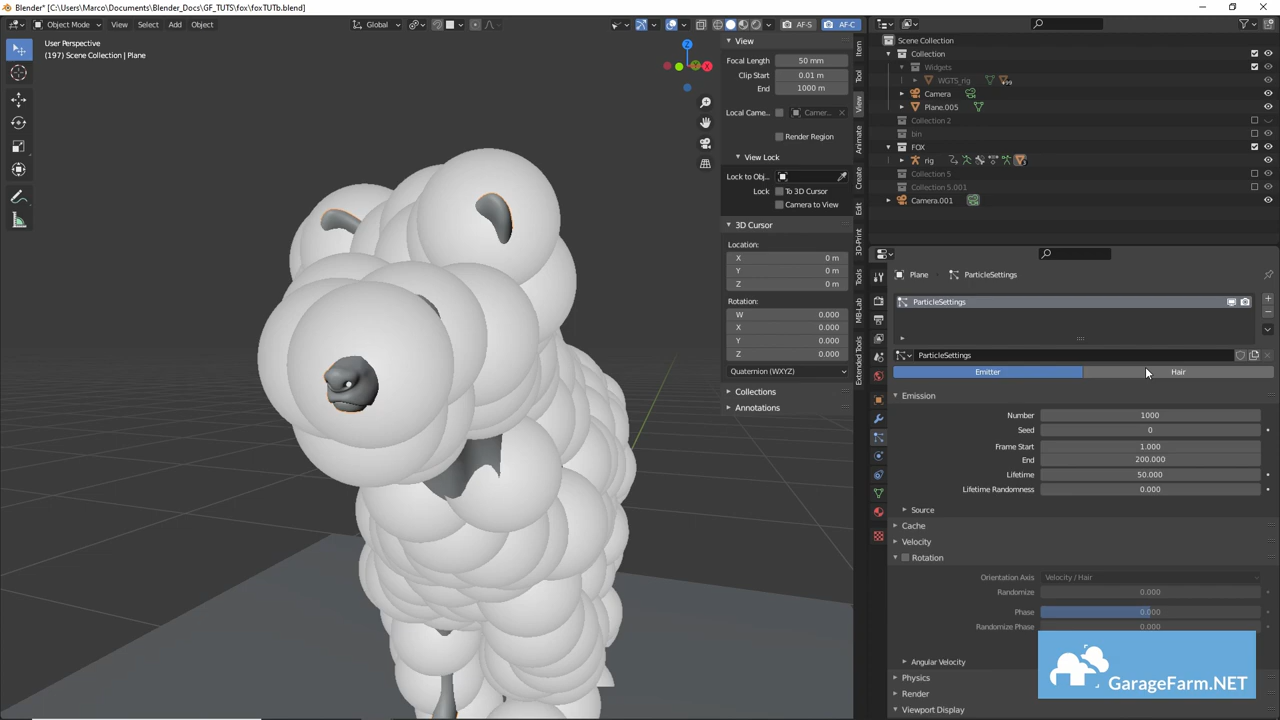 Blender* [C:\Users\Marco\Documents\Blender_Docs\GF_TUTS\fox\foxTUTb.blend]
Object Mode View Select Add Object Global AF-S AF-C
User Perspective
(197) Scene Collection | Plane
View
Focal Length 50 mm
Clip Start 0.01 m
End 1000 m
Local Came... Camer...
Render Region
View Lock
Lock to Obj...
Lock To 3D Cursor
Camera to View
3D Cursor
Location:
X 0 m
Y 0 m
Z 0 m
Rotation:
W 0.000
X 0.000
Y 0.000
Z 0.000
Quaternion (WXYZ)
Collections
Annotations
Item
Tool
View
Animate
Create
Edit
3D-Print
Tools
MB-Lab
Extended Tools
Scene Collection
Collection
Widgets
WGTS_rig
Camera
Plane.005
Collection 2
bin
FOX
rig
Collection 5
Collection 5.001
Camera.001
Plane ParticleSettings
ParticleSettings
ParticleSettings
Emitter Hair
Emission
Number 1000
Seed 0
Frame Start 1.000
End 200.000
Lifetime 50.000
Lifetime Randomness 0.000
Source
Cache
Velocity
Rotation
Orientation Axis Velocity / Hair
Randomize 0.000
Phase 0.000
Randomize Phase 0.000
Angular Velocity
Physics
Render
Viewport Display
GarageFarm.NET